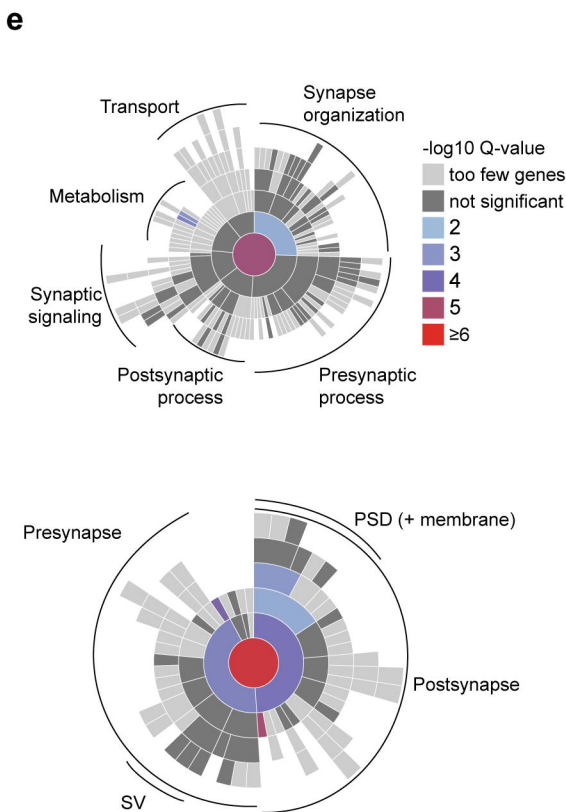 e
Transport
Synapse
organization
-log10 Q-value
too few genes
not significant
2
3
4
5
≥6
Metabolism
Synaptic
signaling
Postsynaptic
process
Presynaptic
process
Presynapse
PSD (+ membrane)
Postsynapse
SV